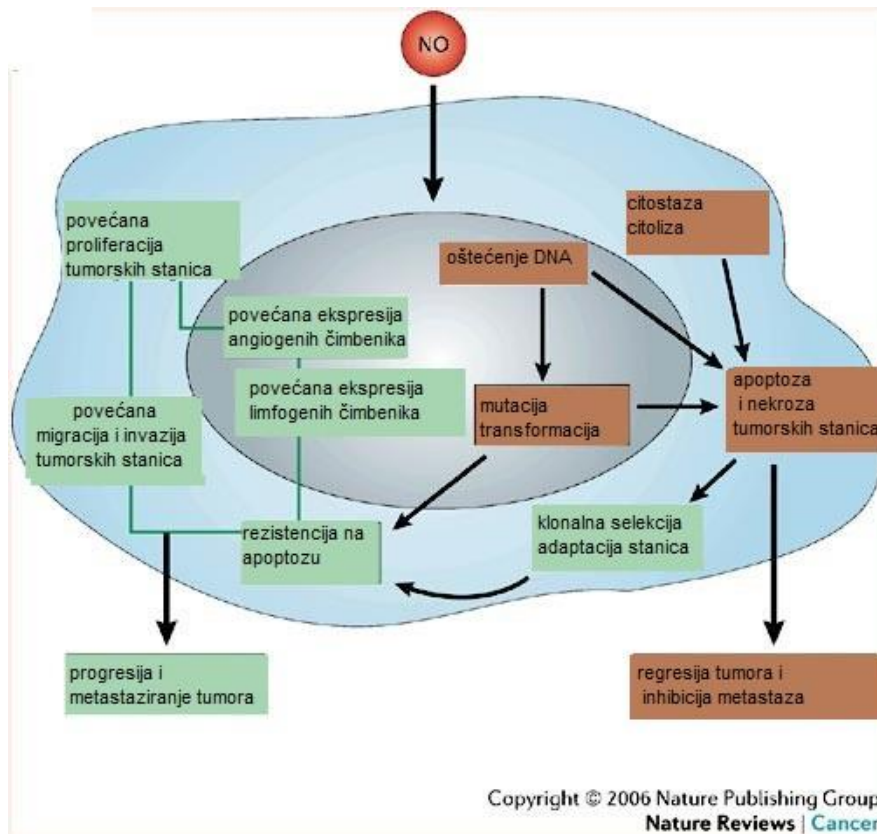 NO
povećana
proliferacija
tumorskih stanica
citostaza
citoliza
oštećenje DNA
povećana ekspresija
angiogenih čimbenika
povećana ekspresija
limfogenih čimbenika
mutacija
transformacija
apoptoza
i nekroza
tumorskih stanica
povećana
migracija i invazija
tumorskih stanica
rezistencija na
apoptozu
klonalna selekcija
adaptacija stanica
progresija i
metastaziranje tumora
regresija tumora i
inhibicija metastaza
Copyright © 2006 Nature Publishing Group
Nature Reviews | Cancer